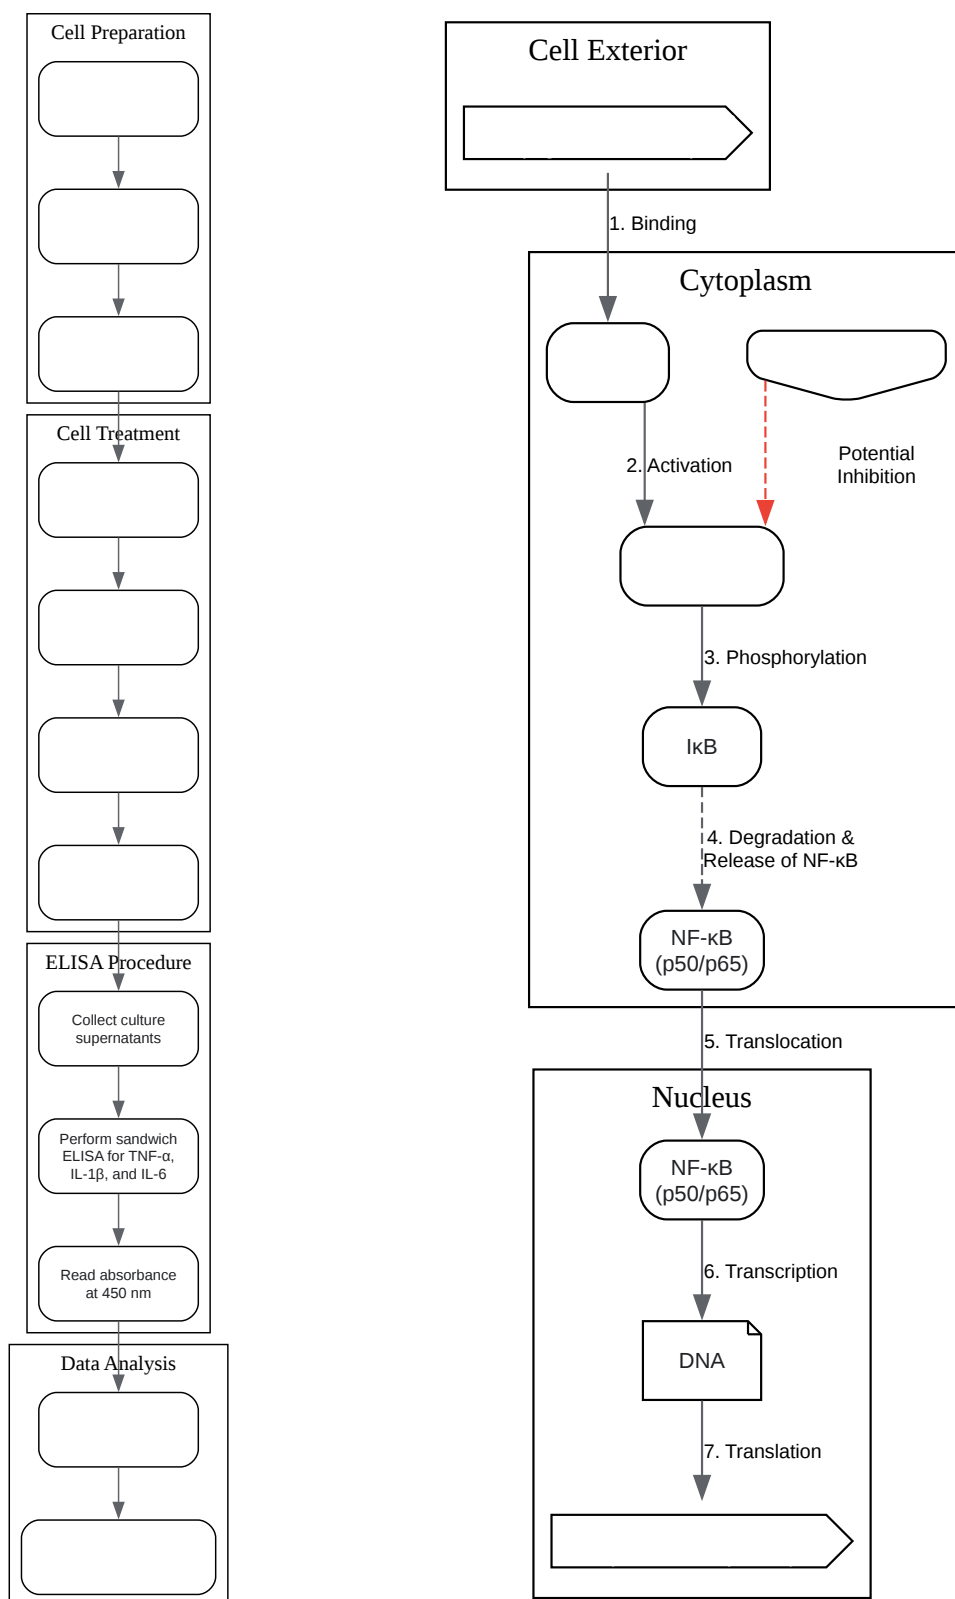 Cell Preparation
Cell Treatment
ELISA Procedure
Collect culture
supernatants
Perform sandwich
ELISA for TNF-α,
IL-1β, and IL-6
Read absorbance
at 450 nm
Data Analysis
Cell Exterior
1. Binding
Cytoplasm
2. Activation
Potential
Inhibition
3. Phosphorylation
IκB
4. Degradation &
Release of NF-κB
NF-κB
(p50/p65)
5. Translocation
Nucleus
NF-κB
(p50/p65)
6. Transcription
DNA
7. Translation